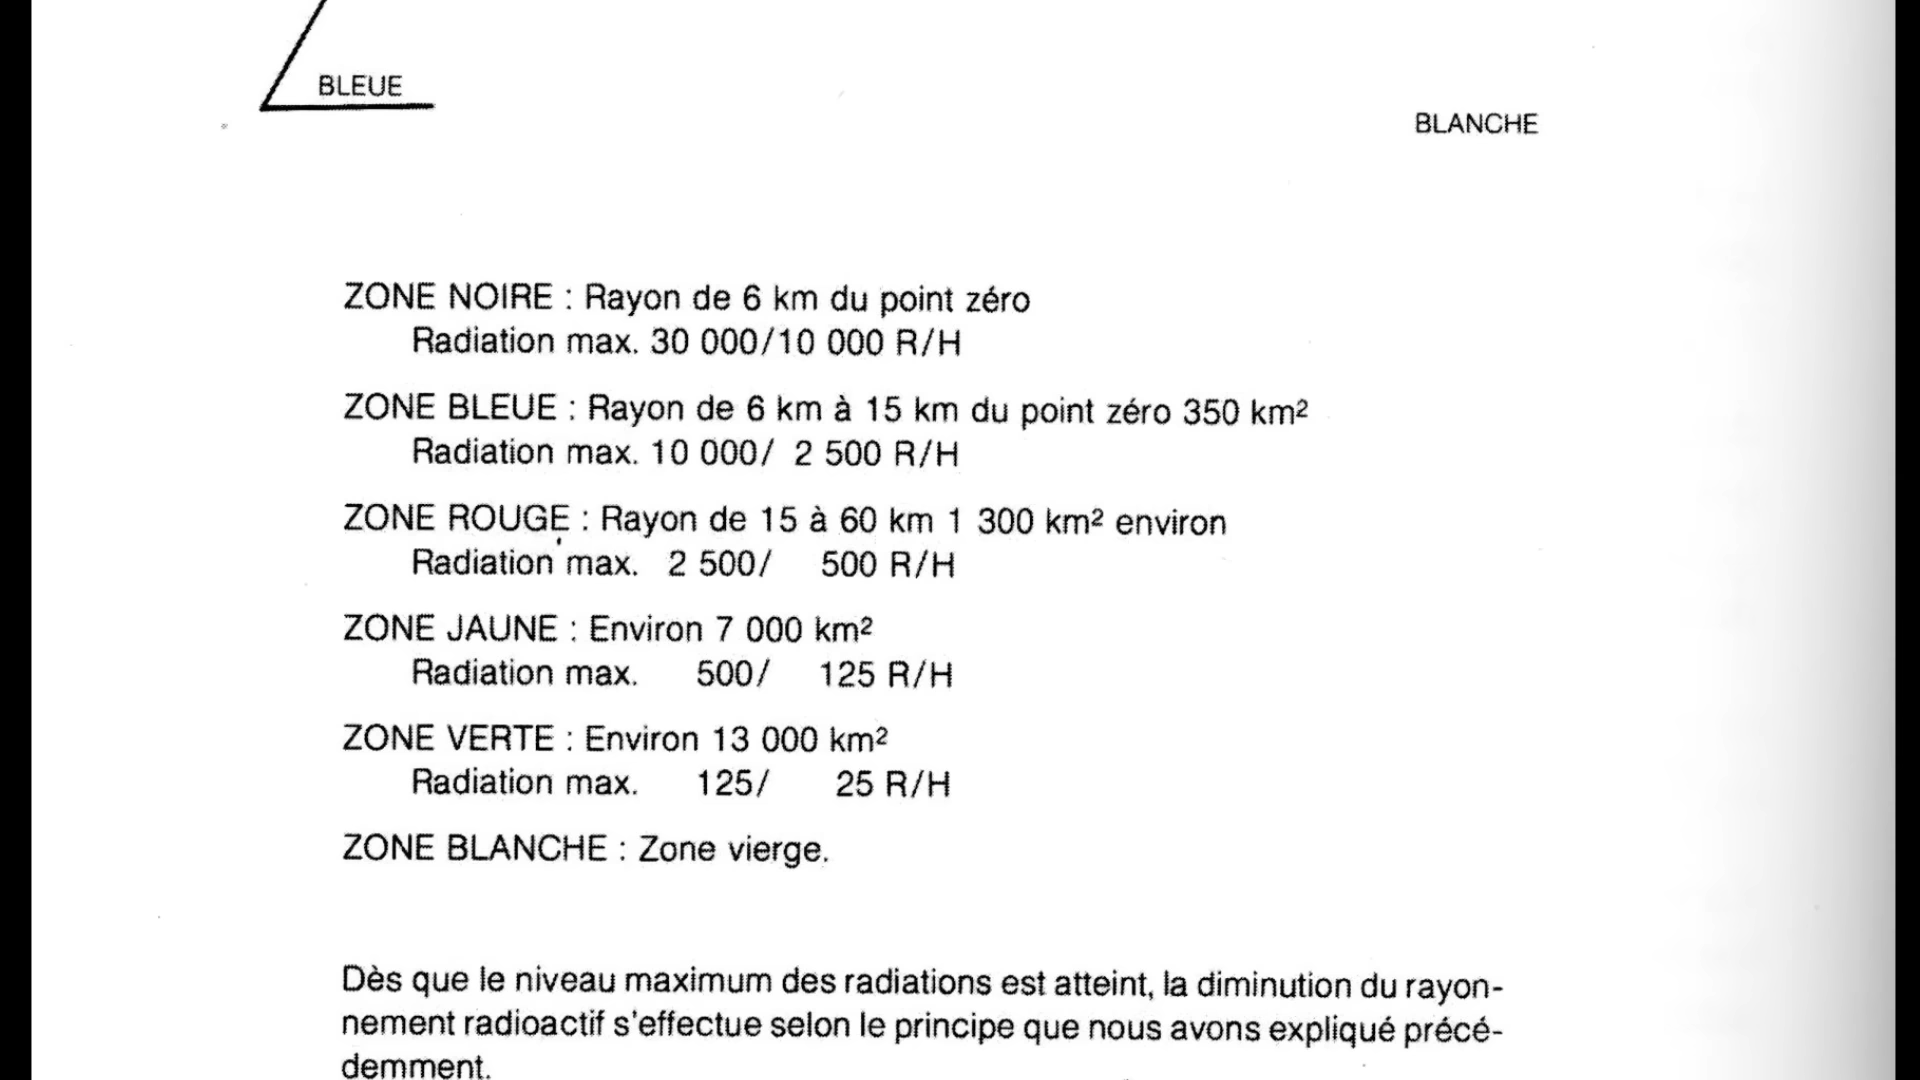 BLEUE
BLANCHE
ZONE NOIRE : Rayon de 6 km du point zéro
Radiation max. 30 000/10 000 R/H
ZONE BLEUE : Rayon de 6 km à 15 km du point zéro 350 km²
Radiation max. 10 000/ 2 500 R/H
ZONE ROUGE : Rayon de 15 à 60 km 1 300 km² environ
Radiation max. 2 500/ 500 R/H
ZONE JAUNE : Environ 7 000 km²
Radiation max. 500/ 125 R/H
ZONE VERTE : Environ 13 000 km²
Radiation max. 125/ 25 R/H
ZONE BLANCHE : Zone vierge.
Dès que le niveau maximum des radiations est atteint, la diminution du rayon-
nement radioactif s'effectue selon le principe que nous avons expliqué précé-
demment.